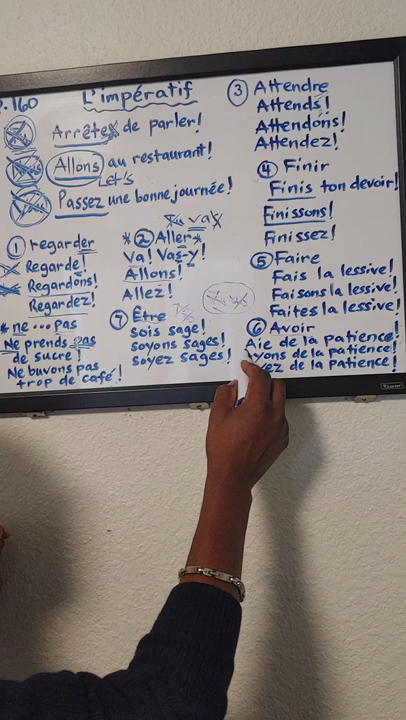 P.160
L'impératif
Arrêtes de parler!
Allons au restaurant!
Let's
Passez une bonne journée!
① regarder
Regarde!
Regardons!
Regardez!
* ne ... pas
Ne prends pas
de sucre!
Ne buvons pas
trop de café!
Tu vas
*② Aller*
Va! Vas-y!
Allons!
Allez!
⑦ Être
sois sage!
soyons sages!
soyez sages!
③ Attendre
Attends!
Attendons!
Attendez!
④ Finir
Finis ton devoir!
Finissons!
Finissez!
⑤ Faire
Fais la lessive!
Faisons la lessive!
Faites la lessive!
⑥ Avoir
Aie de la patience!
yons de la patience!
ez de la patience!